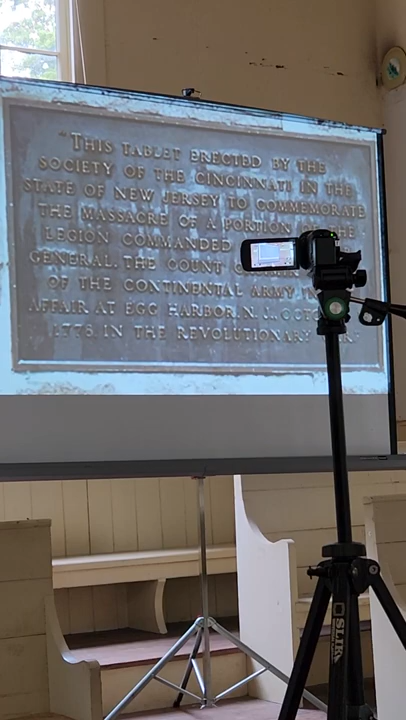 "THIS TABLET ERECTED BY THE
SOCIETY OF THE CINCINNATI IN THE
STATE OF NEW JERSEY TO COMMEMORATE
THE MASSACRE OF A PORTION
LEGION COMMANDED
GENERAL, THE COUNT
OF THE CONTINENTAL ARMY
AFFAIR AT EGG HARBOR, N. J.,
1778, IN THE REVOLUTIONARY
SLIK